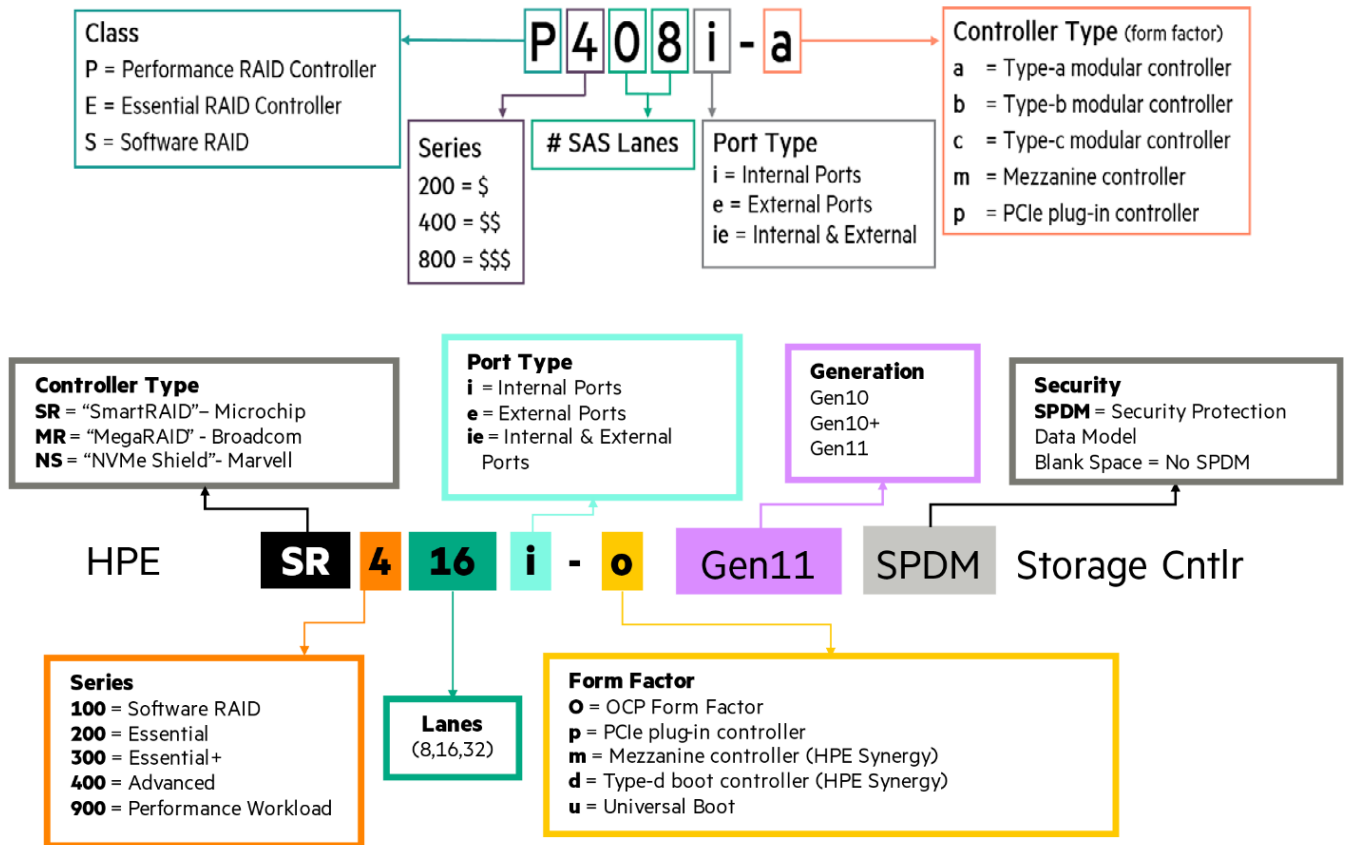 Class
P = Performance RAID Controller
E = Essential RAID Controller
S = Software RAID
P408i-a
Controller Type (form factor)
a = Type-a modular controller
b = Type-b modular controller
c = Type-c modular controller
m = Mezzanine controller
p = PCIe plug-in controller
Series
200 = $
400 = $$
800 = $$$
# SAS Lanes
Port Type
i = Internal Ports
e = External Ports
ie = Internal & External
Controller Type
SR = “SmartRAID”– Microchip
MR = “MegaRAID” - Broadcom
NS = “NVMe Shield”- Marvell
Port Type
i = Internal Ports
e = External Ports
ie = Internal & External
Ports
Generation
Gen10
Gen10+
Gen11
Security
SPDM = Security Protection
Data Model
Blank Space = No SPDM
HPE SR 4 16 i - o Gen11 SPDM Storage Cntlr
Series
100 = Software RAID
200 = Essential
300 = Essential+
400 = Advanced
900 = Performance Workload
Lanes
(8,16,32)
Form Factor
O = OCP Form Factor
p = PCIe plug-in controller
m = Mezzanine controller (HPE Synergy)
d = Type-d boot controller (HPE Synergy)
u = Universal Boot